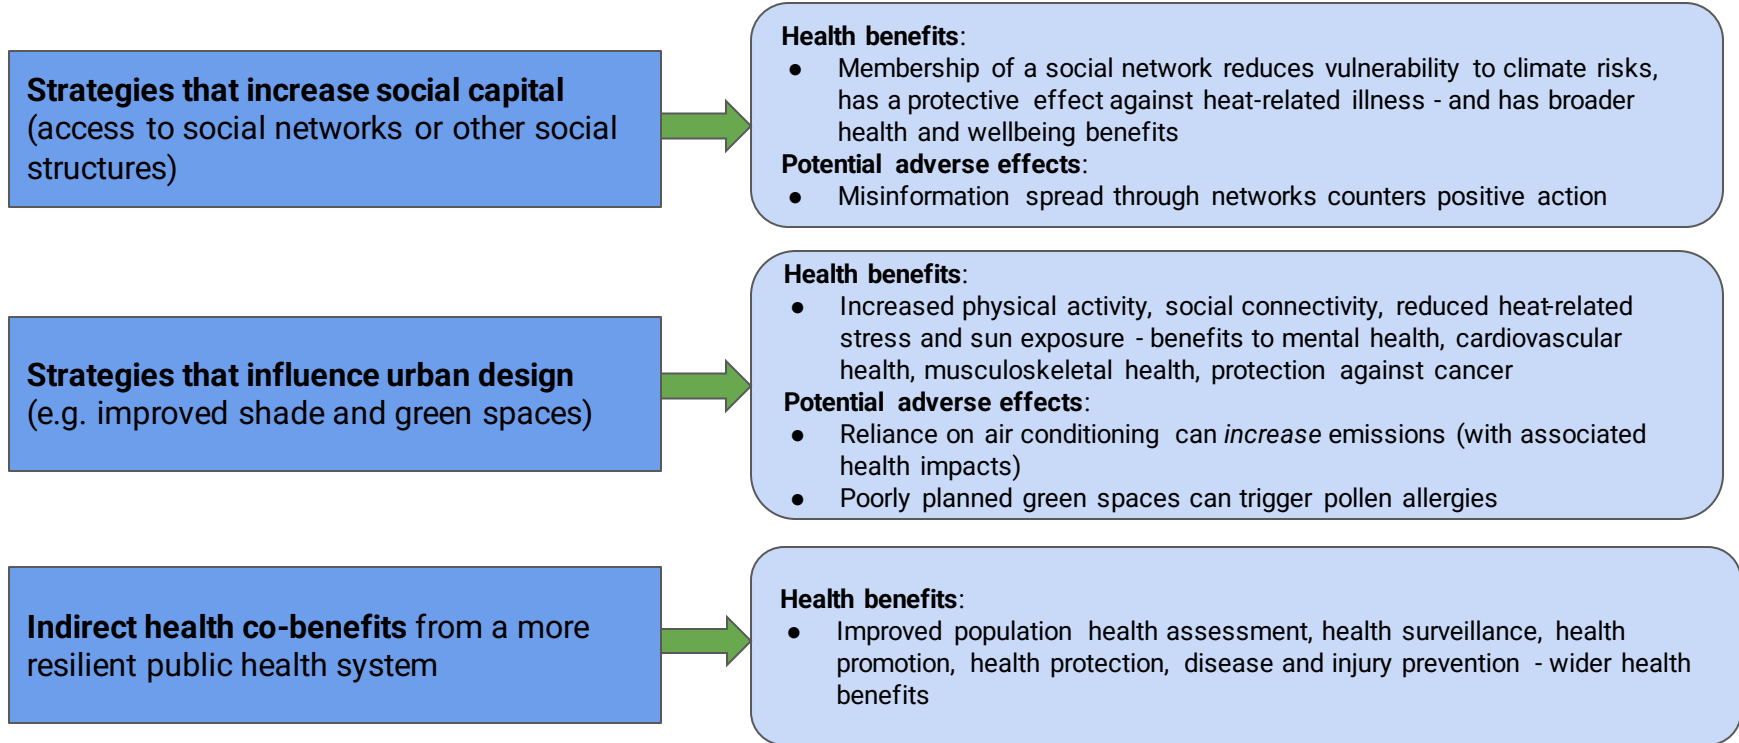 Strategies that increase social capital
(access to social networks or other social
structures)
Health benefits:
● Membership of a social network reduces vulnerability to climate risks,
has a protective effect against heat-related illness - and has broader
health and wellbeing benefits
Potential adverse effects:
● Misinformation spread through networks counters positive action
Strategies that influence urban design
(e.g. improved shade and green spaces)
Health benefits:
● Increased physical activity, social connectivity, reduced heat-related
stress and sun exposure - benefits to mental health, cardiovascular
health, musculoskeletal health, protection against cancer
Potential adverse effects:
● Reliance on air conditioning can increase emissions (with associated
health impacts)
● Poorly planned green spaces can trigger pollen allergies
Indirect health co-benefits from a more
resilient public health system
Health benefits:
● Improved population health assessment, health surveillance, health
promotion, health protection, disease and injury prevention - wider health
benefits